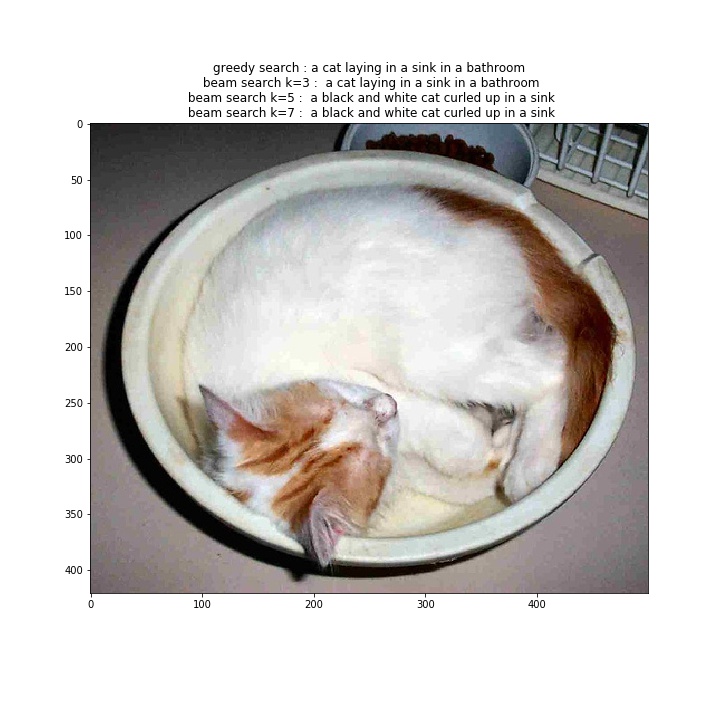 greedy search : a cat laying in a sink in a bathroom
beam search k=3 :  a cat laying in a sink in a bathroom
beam search k=5 :  a black and white cat curled up in a sink
beam search k=7 :  a black and white cat curled up in a sink
0
50
100
150
200
250
300
350
400
0 100 200 300 400